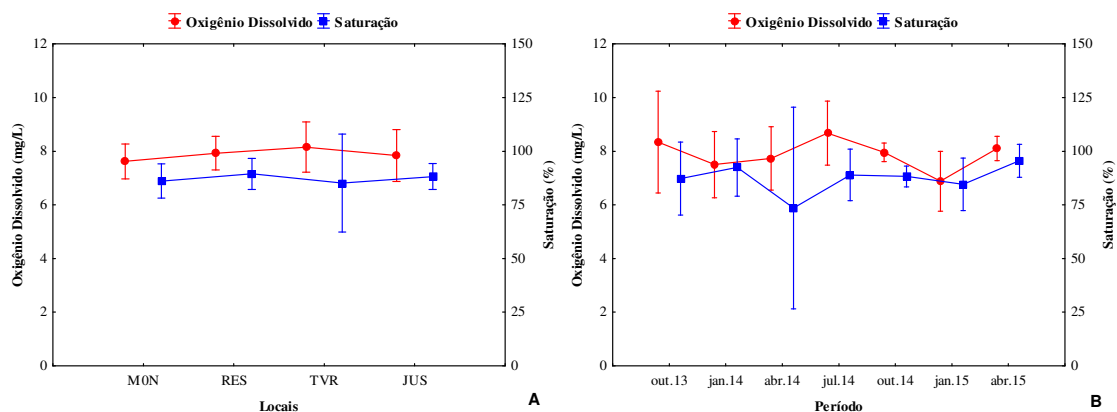 Oxigênio Dissolvido Saturação
12
10
8
6
4
2
0
Oxigênio Dissolvido (mg/L)
150
125
100
75
50
25
0
Saturação (%)
M0N RES TVR JUS
Locais
A
Oxigênio Dissolvido Saturação
12
10
8
6
4
2
0
Oxigênio Dissolvido (mg/L)
150
125
100
75
50
25
0
Saturação (%)
out.13 jan.14 abr.14 jul.14 out.14 jan.15 abr.15
Período
B